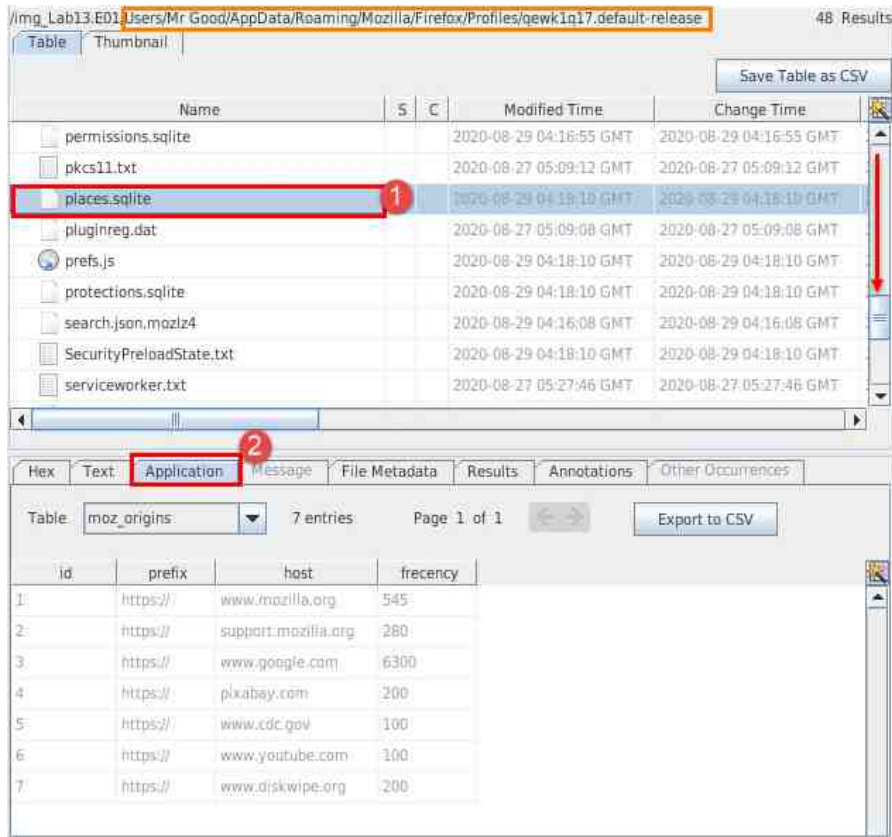 /img_Lab13.E01/Users/Mr Good/AppData/Roaming/Mozilla/Firefox/Profiles/qewk1q17.default-release 48 Results
Table Thumbnail
Save Table as CSV
Name S C Modified Time Change Time
permissions.sqlite 2020-08-29 04:16:55 GMT 2020-08-29 04:16:55 GMT
pkcs11.txt 2020-08-27 05:09:12 GMT 2020-08-27 05:09:12 GMT
places.sqlite 1 2020-08-29 04:18:10 GMT 2020-08-29 04:18:10 GMT
pluginreg.dat 2020-08-27 05:09:08 GMT 2020-08-27 05:09:08 GMT
prefs.js 2020-08-29 04:18:10 GMT 2020-08-29 04:18:10 GMT
protections.sqlite 2020-08-29 04:18:10 GMT 2020-08-29 04:18:10 GMT
search.json.mozlz4 2020-08-29 04:16:08 GMT 2020-08-29 04:16:08 GMT
SecurityPreloadState.txt 2020-08-29 04:18:10 GMT 2020-08-29 04:18:10 GMT
serviceworker.txt 2020-08-27 05:27:46 GMT 2020-08-27 05:27:46 GMT
2
Hex Text Application Message File Metadata Results Annotations Other Occurrences
Table moz_origins 7 entries Page 1 of 1 Export to CSV
id prefix host frecency
1 https:// www.mozilla.org 545
2 https:// support.mozilla.org 280
3 https:// www.google.com 6300
4 https:// pixabay.com 200
5 https:// www.cdc.gov 100
6 https:// www.youtube.com 100
7 https:// www.diskwipe.org 200